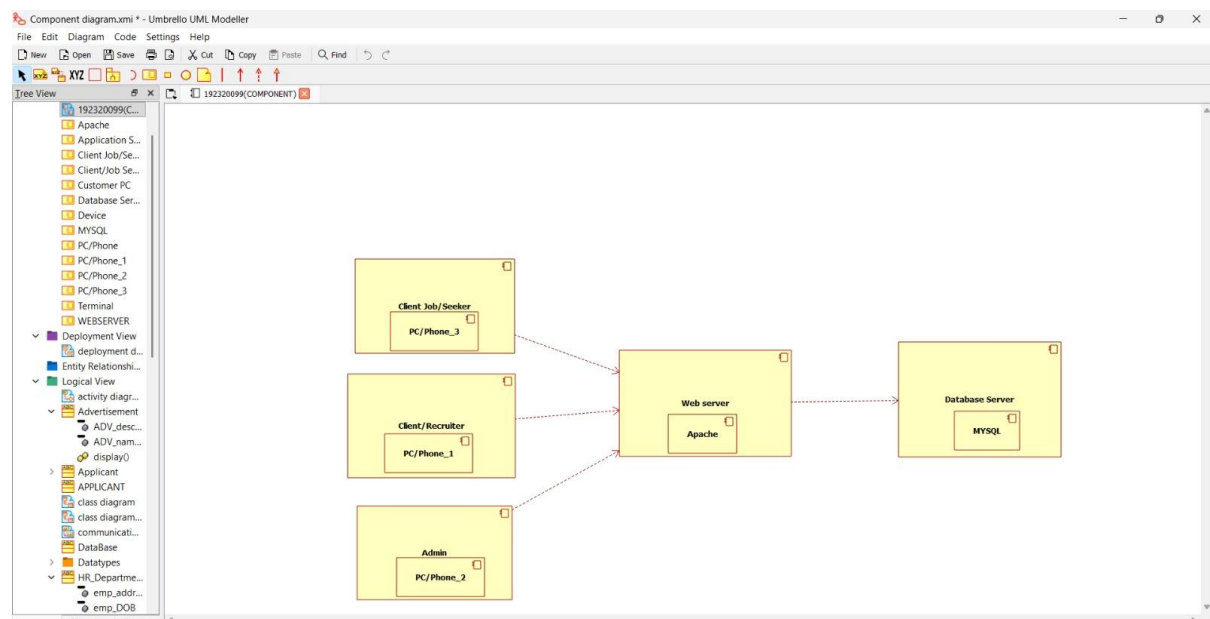 Component diagram.xmi * - Umbrello UML Modeller
File Edit Diagram Code Settings Help
New Open Save Cut Copy Paste Find
XYZ XYZ
Tree View
192320099(COMPONENT)
192320099(C...
Apache
Application S...
Client Job/Se...
Client/Job Se...
Customer PC
Database Ser...
Device
MYSQL
PC/Phone
PC/Phone_1
PC/Phone_2
PC/Phone_3
Terminal
WEBSERVER
Deployment View
deployment d...
Entity Relationshi...
Logical View
activity diagr...
Advertisement
ADV_desc...
ADV_nam...
display()
Applicant
APPLICANT
class diagram
class diagram...
communicati...
DataBase
Datatypes
HR_Departme...
emp_addr...
emp_DOB
Client Job/Seeker
PC/Phone_3
Client/Recruiter
PC/Phone_1
Admin
PC/Phone_2
Web server
Apache
Database Server
MYSQL